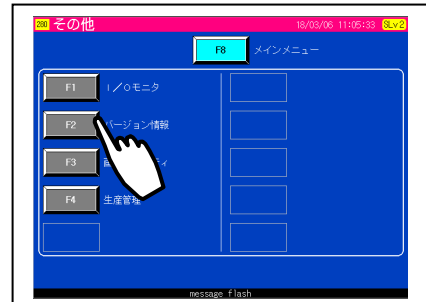 280 その他 18/03/06 11:05:33 SLv2
F8 メインメニュー
F1 I/Oモニタ
F2 バージョン情報
F3
F4 生産管理
message flash